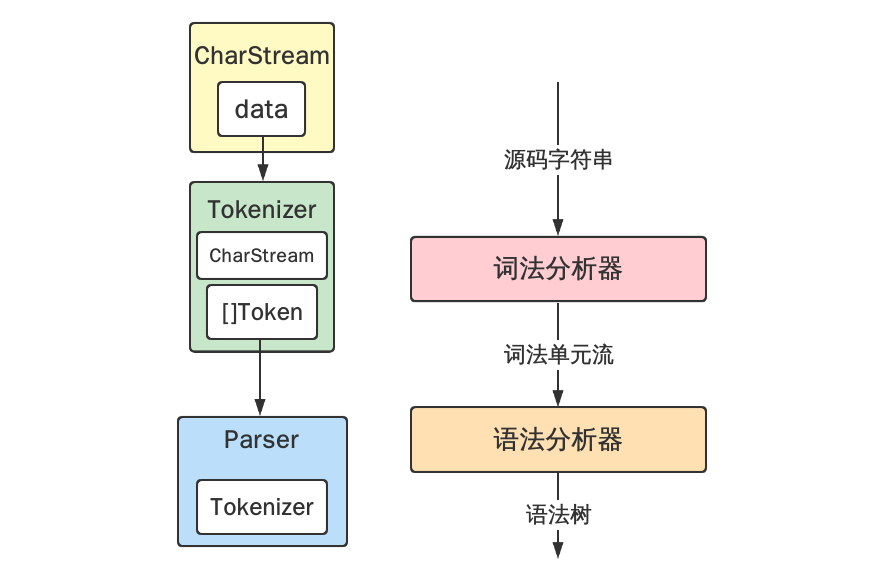 CharStream
data
Tokenizer
CharStream
[]Token
Parser
Tokenizer
源码字符串
词法分析器
词法单元流
语法分析器
语法树